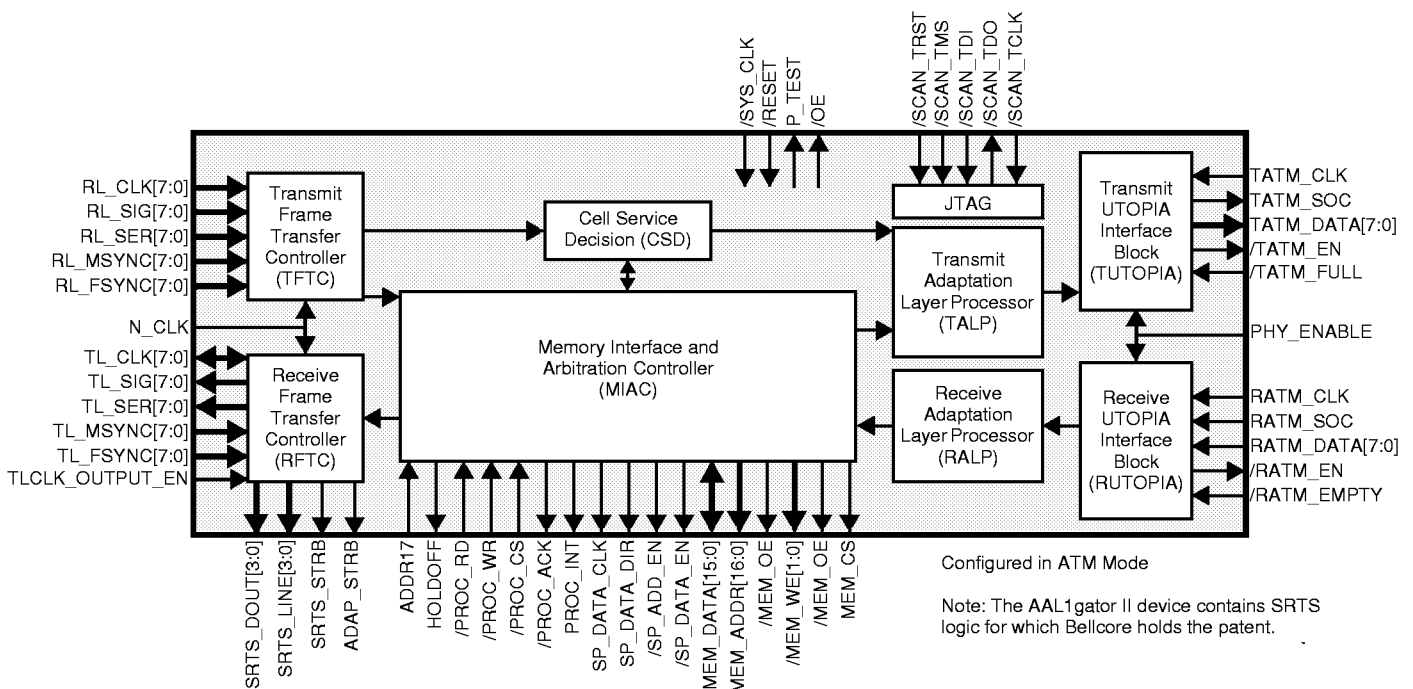 /SYS_CLK
/RESET
P_TEST
/OE
/SCAN_TRST
/SCAN_TMS
/SCAN_TDI
/SCAN_TDO
/SCAN_TCLK
RL_CLK[7:0]
RL_SIG[7:0]
RL_SER[7:0]
RL_MSYNC[7:0]
RL_FSYNC[7:0]
N_CLK
TL_CLK[7:0]
TL_SIG[7:0]
TL_SER[7:0]
TL_MSYNC[7:0]
TL_FSYNC[7:0]
TLCLK_OUTPUT_EN
Transmit
Frame
Transfer
Controller
(TFTC)
Receive
Frame
Transfer
Controller
(RFTC)
Cell Service
Decision (CSD)
Memory Interface and
Arbitration Controller
(MIAC)
JTAG
Transmit
Adaptation
Layer Processor
(TALP)
Receive
Adaptation
Layer Processor
(RALP)
Transmit
UTOPIA
Interface
Block
(TUTOPIA)
Receive
UTOPIA
Interface
Block
(RUTOPIA)
TATM_CLK
TATM_SOC
TATM_DATA[7:0]
/TATM_EN
/TATM_FULL
PHY_ENABLE
RATM_CLK
RATM_SOC
RATM_DATA[7:0]
/RATM_EN
/RATM_EMPTY
SRTS_DOUT[3:0]
SRTS_LINE[3:0]
SRTS_STRB
ADAP_STRB
ADDR17
HOLDOFF
/PROC_RD
/PROC_WR
/PROC_CS
/PROC_ACK
PROC_INT
SP_DATA_CLK
SP_DATA_DIR
/SP_ADD_EN
/SP_DATA_EN
MEM_DATA[15:0]
MEM_ADDR[16:0]
/MEM_OE
/MEM_WE[1:0]
/MEM_OE
MEM_CS
Configured in ATM Mode
Note: The AAL1gator II device contains SRTS
logic for which Bellcore holds the patent.